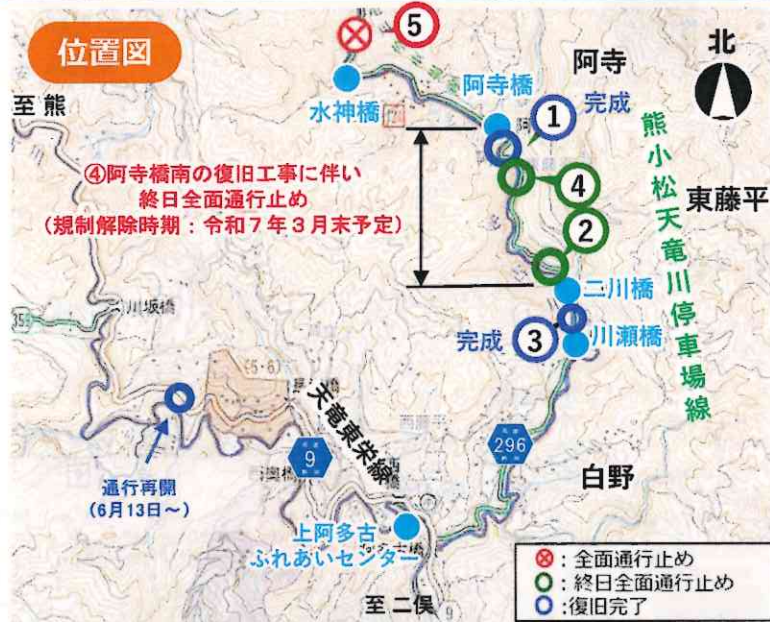 位置図
北
⑤
阿寺
阿寺橋
完成
①
水神橋
至 熊
④阿寺橋南の復旧工事に伴い
終日全面通行止め
(規制解除時期：令和７年３月末予定)
④
②
熊小松天竜川停車場線
東藤平
二川橋
川坂橋
完成
③
川瀬橋
(5・6)
天竜東栄線
9
296
通行再開
(6月13日～)
白野
上阿多古
ふれあいセンター
至 二俣
9
⊗：全面通行止め
○：終日全面通行止め
○:復旧完了